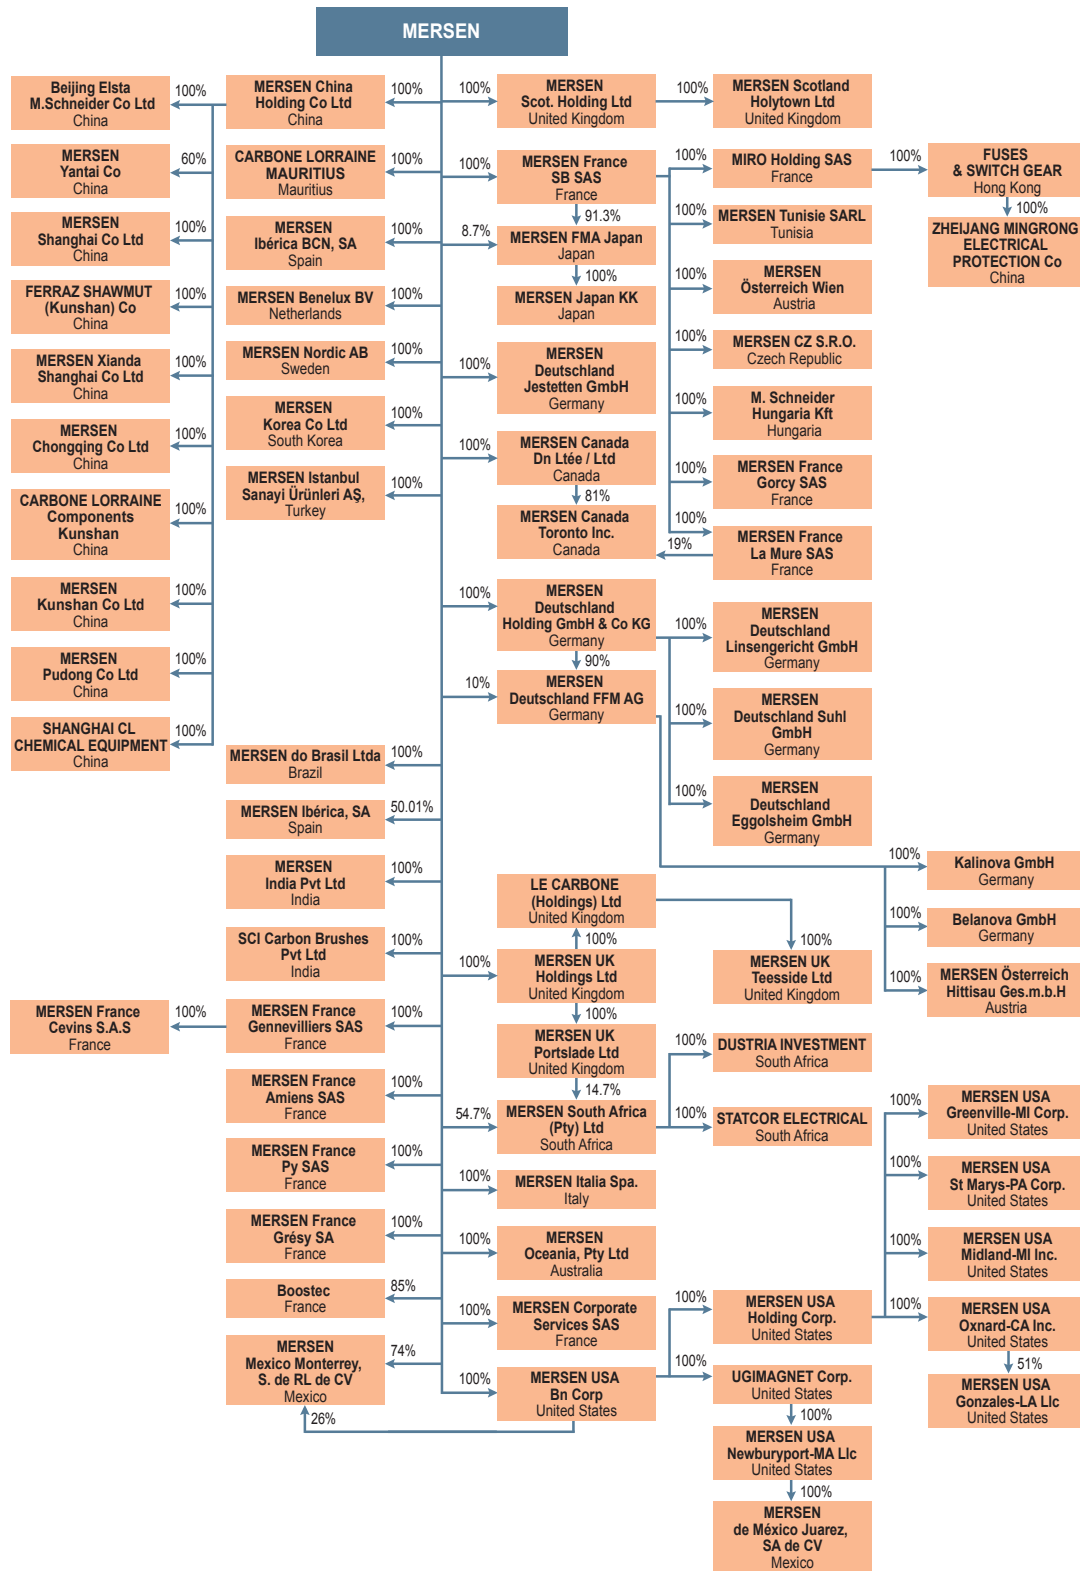 MERSEN
Beijing Elsta
M.Schneider Co Ltd
China
100%
MERSEN
Yantai Co
China
60%
MERSEN
Shanghai Co Ltd
China
100%
FERRAZ SHAWMUT
(Kunshan) Co
China
100%
MERSEN Xianda
Shanghai Co Ltd
China
100%
MERSEN
Chongqing Co Ltd
China
100%
CARBONE LORRAINE
Components
Kunshan
China
100%
MERSEN
Kunshan Co Ltd
China
100%
MERSEN
Pudong Co Ltd
China
100%
SHANGHAI CL
CHEMICAL EQUIPMENT
China
100%
MERSEN France
Cevins S.A.S
France
100%
MERSEN China
Holding Co Ltd
China
100%
CARBONE LORRAINE
MAURITIUS
Mauritius
100%
MERSEN
Ibérica BCN, SA
Spain
100%
MERSEN Benelux BV
Netherlands
100%
MERSEN Nordic AB
Sweden
100%
MERSEN
Korea Co Ltd
South Korea
100%
MERSEN Istanbul
Sanayi Ürünleri AŞ,
Turkey
100%
MERSEN do Brasil Ltda
Brazil
100%
MERSEN Ibérica, SA
Spain
50.01%
MERSEN
India Pvt Ltd
India
100%
SCI Carbon Brushes
Pvt Ltd
India
100%
MERSEN France
Gennevilliers SAS
France
100%
MERSEN France
Amiens SAS
France
100%
MERSEN France
Py SAS
France
100%
MERSEN France
Grésy SA
France
100%
Boostec
France
85%
MERSEN
Mexico Monterrey,
S. de RL de CV
Mexico
74%
26%
100%
MERSEN
Scot. Holding Ltd
United Kingdom
100%
MERSEN Scotland
Holytown Ltd
United Kingdom
100%
MERSEN France
SB SAS
France
91.3%
8.7%
MERSEN FMA Japan
Japan
100%
MERSEN Japan KK
Japan
100%
MERSEN
Deutschland
Jestetten GmbH
Germany
100%
MERSEN Canada
Dn Ltée / Ltd
Canada
81%
MERSEN Canada
Toronto Inc.
Canada
19%
100%
MERSEN
Deutschland
Holding GmbH & Co KG
Germany
90%
10%
MERSEN
Deutschland FFM AG
Germany
LE CARBONE
(Holdings) Ltd
United Kingdom
100%
100%
MERSEN UK
Holdings Ltd
United Kingdom
100%
MERSEN UK
Portslade Ltd
United Kingdom
14.7%
54.7%
MERSEN South Africa
(Pty) Ltd
South Africa
100%
MERSEN Italia Spa.
Italy
100%
MERSEN
Oceania, Pty Ltd
Australia
100%
MERSEN Corporate
Services SAS
France
100%
MERSEN USA
Bn Corp
United States
100%
MIRO Holding SAS
France
100%
FUSES
& SWITCH GEAR
Hong Kong
100%
ZHEIJANG MINGRONG
ELECTRICAL
PROTECTION Co
China
100%
MERSEN Tunisie SARL
Tunisia
100%
MERSEN
Österreich Wien
Austria
100%
MERSEN CZ S.R.O.
Czech Republic
100%
M. Schneider
Hungaria Kft
Hungaria
100%
MERSEN France
Gorcy SAS
France
100%
MERSEN France
La Mure SAS
France
100%
MERSEN
Deutschland
Linsengericht GmbH
Germany
100%
MERSEN
Deutschland Suhl
GmbH
Germany
100%
MERSEN
Deutschland
Eggolsheim GmbH
Germany
100%
Kalinova GmbH
Germany
100%
Belanova GmbH
Germany
100%
MERSEN Österreich
Hittisau Ges.m.b.H
Austria
100%
MERSEN UK
Teesside Ltd
United Kingdom
100%
DUSTRIA INVESTMENT
South Africa
100%
STATCOR ELECTRICAL
South Africa
100%
MERSEN USA
Holding Corp.
United States
100%
UGIMAGNET Corp.
United States
100%
MERSEN USA
Newburyport-MA Llc
United States
100%
MERSEN
de México Juarez,
SA de CV
Mexico
100%
MERSEN USA
Greenville-MI Corp.
United States
100%
MERSEN USA
St Marys-PA Corp.
United States
100%
MERSEN USA
Midland-MI Inc.
United States
100%
MERSEN USA
Oxnard-CA Inc.
United States
51%
MERSEN USA
Gonzales-LA Llc
United States